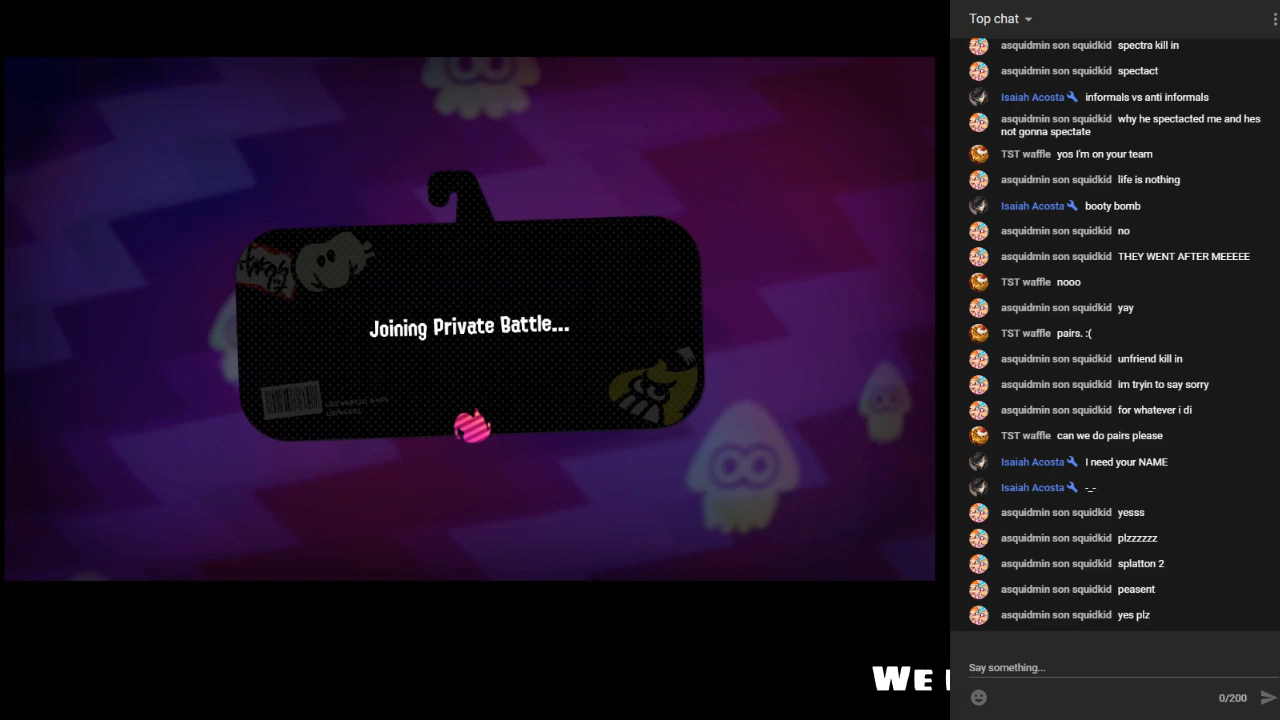 Top chat
asquidmin son squidkid spectra kill in
asquidmin son squidkid spectact
Isaiah Acosta informals vs anti informals
asquidmin son squidkid why he spectacted me and hes
not gonna spectate
TST waffle yos I'm on your team
asquidmin son squidkid life is nothing
Isaiah Acosta booty bomb
asquidmin son squidkid no
asquidmin son squidkid THEY WENT AFTER MEEEEE
TST waffle nooo
asquidmin son squidkid yay
TST waffle pairs. :(
asquidmin son squidkid unfriend kill in
asquidmin son squidkid im tryin to say sorry
asquidmin son squidkid for whatever i di
TST waffle can we do pairs please
Isaiah Acosta I need your NAME
Isaiah Acosta -_-
asquidmin son squidkid yesss
asquidmin son squidkid plzzzzzz
asquidmin son squidkid splatton 2
asquidmin son squidkid peasent
asquidmin son squidkid yes plz
Say something...
0/200
Joining Private Battle...
WE